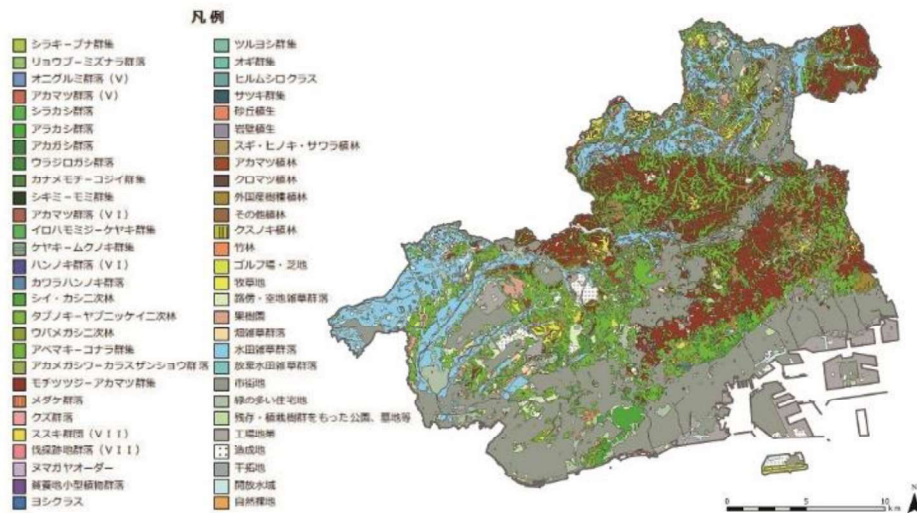 凡例
シラキーブナ群集
リョウブーミズナラ群落
オニグルミ群落（V）
アカマツ群落（V）
シラカシ群落
アラカシ群落
アカガシ群落
ウラジロガシ群落
カナメモチーコジイ群集
シキミーモミ群集
アカマツ群落（VI）
イロハモミジーケヤキ群集
ケヤキームクノキ群集
ハンノキ群落（VI）
カワラハンノキ群落
シイ・カシ二次林
タブノキーヤブニッケイ二次林
ウバメガシ二次林
アベマキーコナラ群集
アカメガシワーカラスザンショウ群落
モチツツジーアカマツ群集
メダケ群落
クズ群落
ススキ群団（VII）
伐採跡地群落（VII）
ヌマガヤオーダー
貧養地小型植物群落
ヨシクラス
ツルヨシ群集
オギ群集
ヒルムシロクラス
サツキ群集
砂丘植生
岩壁植生
スギ・ヒノキ・サワラ植林
アカマツ植林
クロマツ植林
外国産樹種植林
その他植林
クスノキ植林
竹林
ゴルフ場・芝地
牧草地
路傍・空地雑草群落
果樹園
畑雑草群落
水田雑草群落
放棄水田雑草群落
市街地
緑の多い住宅地
残存・植栽樹群をもった公園、墓地等
工場地帯
造成地
干拓地
開放水域
自然裸地
N
0 5 10
km